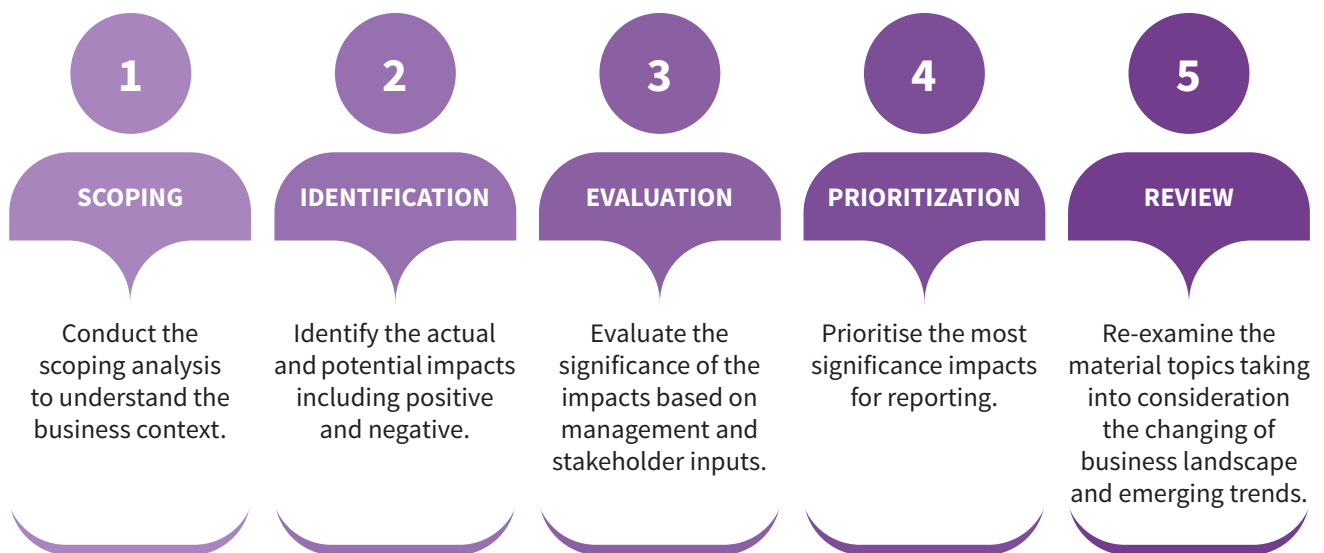 1
SCOPING
Conduct the
scoping analysis
to understand the
business context.
2
IDENTIFICATION
Identify the actual
and potential impacts
including positive
and negative.
3
EVALUATION
Evaluate the
significance of the
impacts based on
management and
stakeholder inputs.
4
PRIORITIZATION
Prioritise the most
significance impacts
for reporting.
5
REVIEW
Re-examine the
material topics taking
into consideration
the changing of
business landscape
and emerging trends.